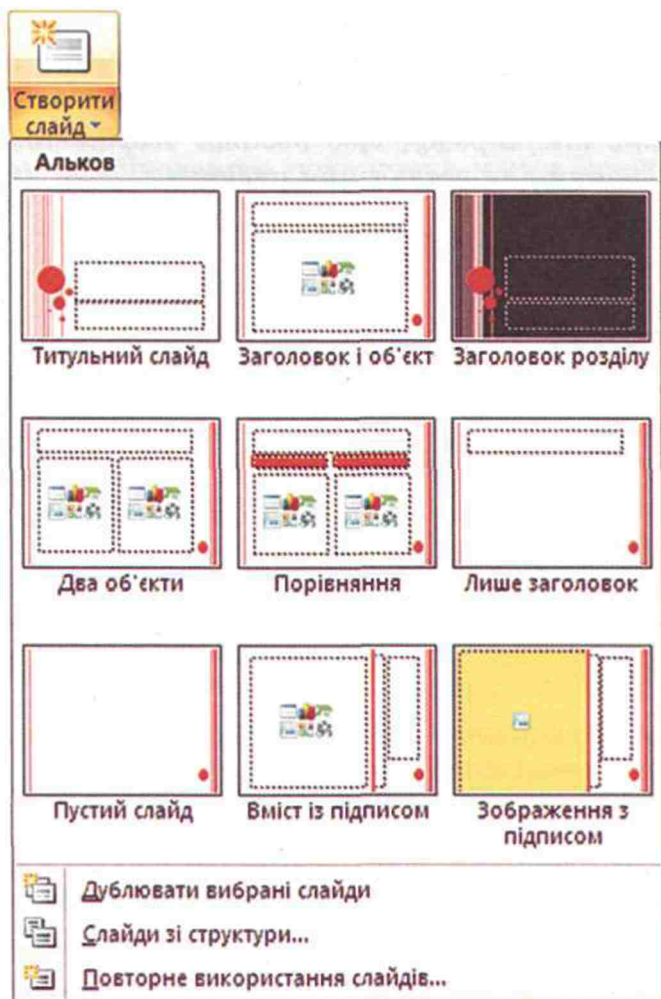 Створити
слайд
Альков
Титульний слайд
Заголовок і об'єкт
Заголовок розділу
Два об'єкти
Порівняння
Лише заголовок
Пустий слайд
Вміст із підписом
Зображення з
підписом
Дублювати вибрані слайди
Слайди зі структури...
Повторне використання слайдів...